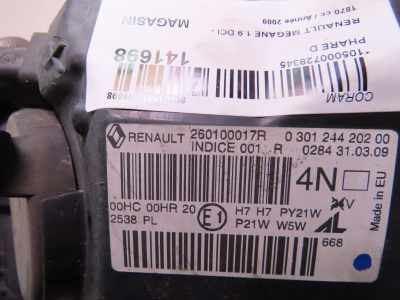 CORAM
*105000728345
PHARE D
RENAULT MEGANE 1.9 DCI -
1870 cc / Année 2009
141698
MAGASIN
RENAULT 260100017R 0 301 244 202 00
INDICE 001 R 0284 31.03.09
4N V
Made in EU
00HC 00HR 20 E1 H7 H7 PY21W AL
2538 PL P21W W5W 668